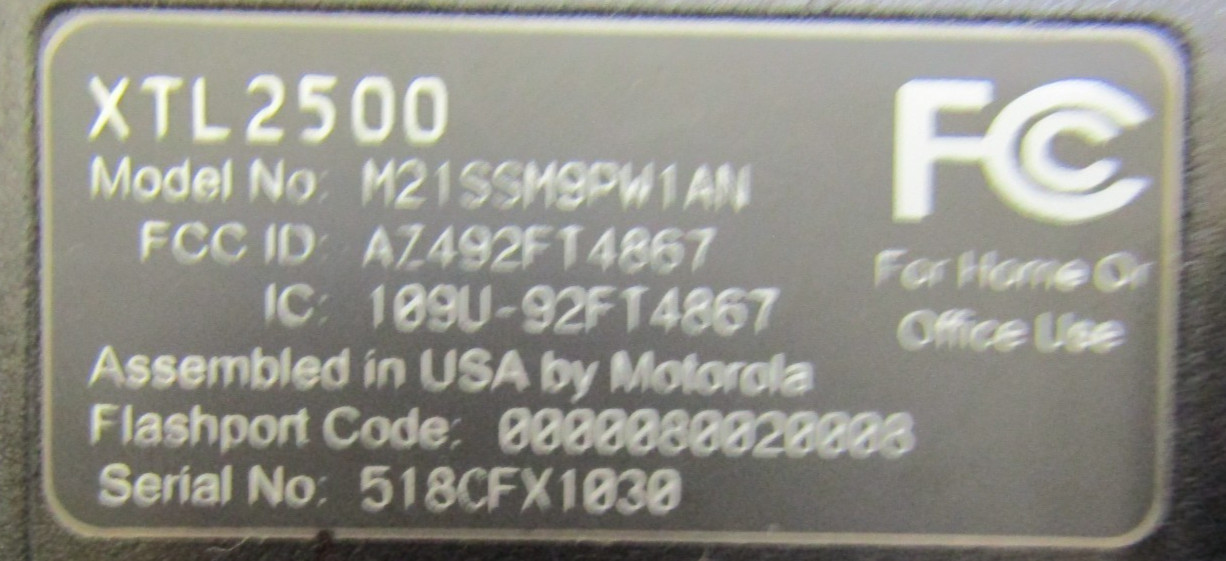 XTL2500
Model No: M21SSM9PW1AN
FCC ID: AZ492FT4867
IC: 109U-92FT4867
Assembled in USA by Motorola
Flashport Code: 0000080020008
Serial No: 518CFX1030
FC
For Home Or
Office Use